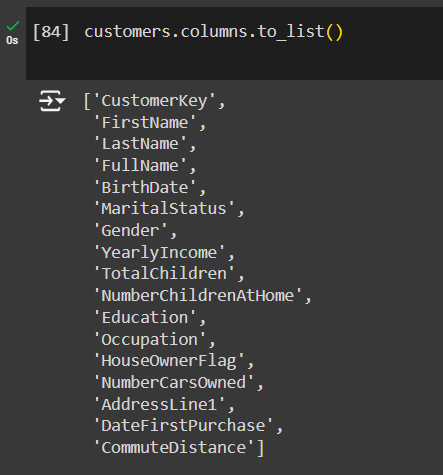 [84] customers.columns.to_list()
0s
['CustomerKey',
'FirstName',
'LastName',
'FullName',
'BirthDate',
'MaritalStatus',
'Gender',
'YearlyIncome',
'TotalChildren',
'NumberChildrenAtHome',
'Education',
'Occupation',
'HouseOwnerFlag',
'NumberCarsOwned',
'AddressLine1',
'DateFirstPurchase',
'CommuteDistance']